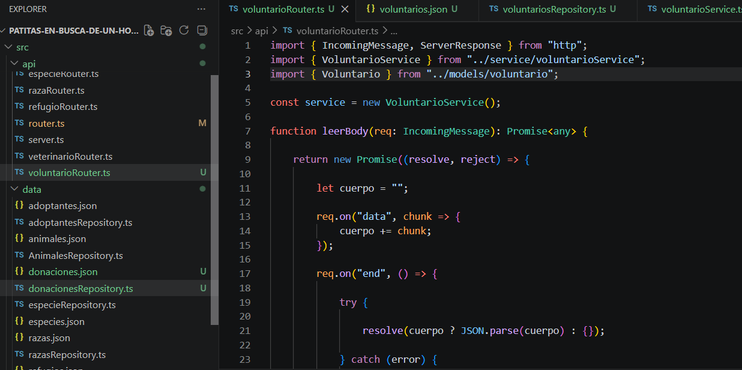 EXPLORER
PATITAS-EN-BUSCA-DE-UN-HO...
src
api
especieRouter.ts
razaRouter.ts
refugioRouter.ts
router.ts M
server.ts
veterinarioRouter.ts
voluntarioRouter.ts U
data
adoptantes.json
adoptantesRepository.ts
animales.json
AnimalesRepository.ts
donaciones.json U
donacionesRepository.ts U
especieRepository.ts
especies.json
razas.json
razasRepository.ts
voluntarioRouter.ts U
voluntarios.json U
voluntariosRepository.ts U
voluntarioService.ts
src > api > TS voluntarioRouter.ts > ...
1 import { IncomingMessage, ServerResponse } from "http";
2 import { VoluntarioService } from "../service/voluntarioService";
3 import { Voluntario } from "../models/voluntario";
4
5 const service = new VoluntarioService();
6
7 function leerBody(req: IncomingMessage): Promise<any> {
8
9 return new Promise((resolve, reject) => {
10
11 let cuerpo = "";
12
13 req.on("data", chunk => {
14 cuerpo += chunk;
15 });
16
17 req.on("end", () => {
18
19 try {
20
21 resolve(cuerpo ? JSON.parse(cuerpo) : {});
22
23 } catch (error) {